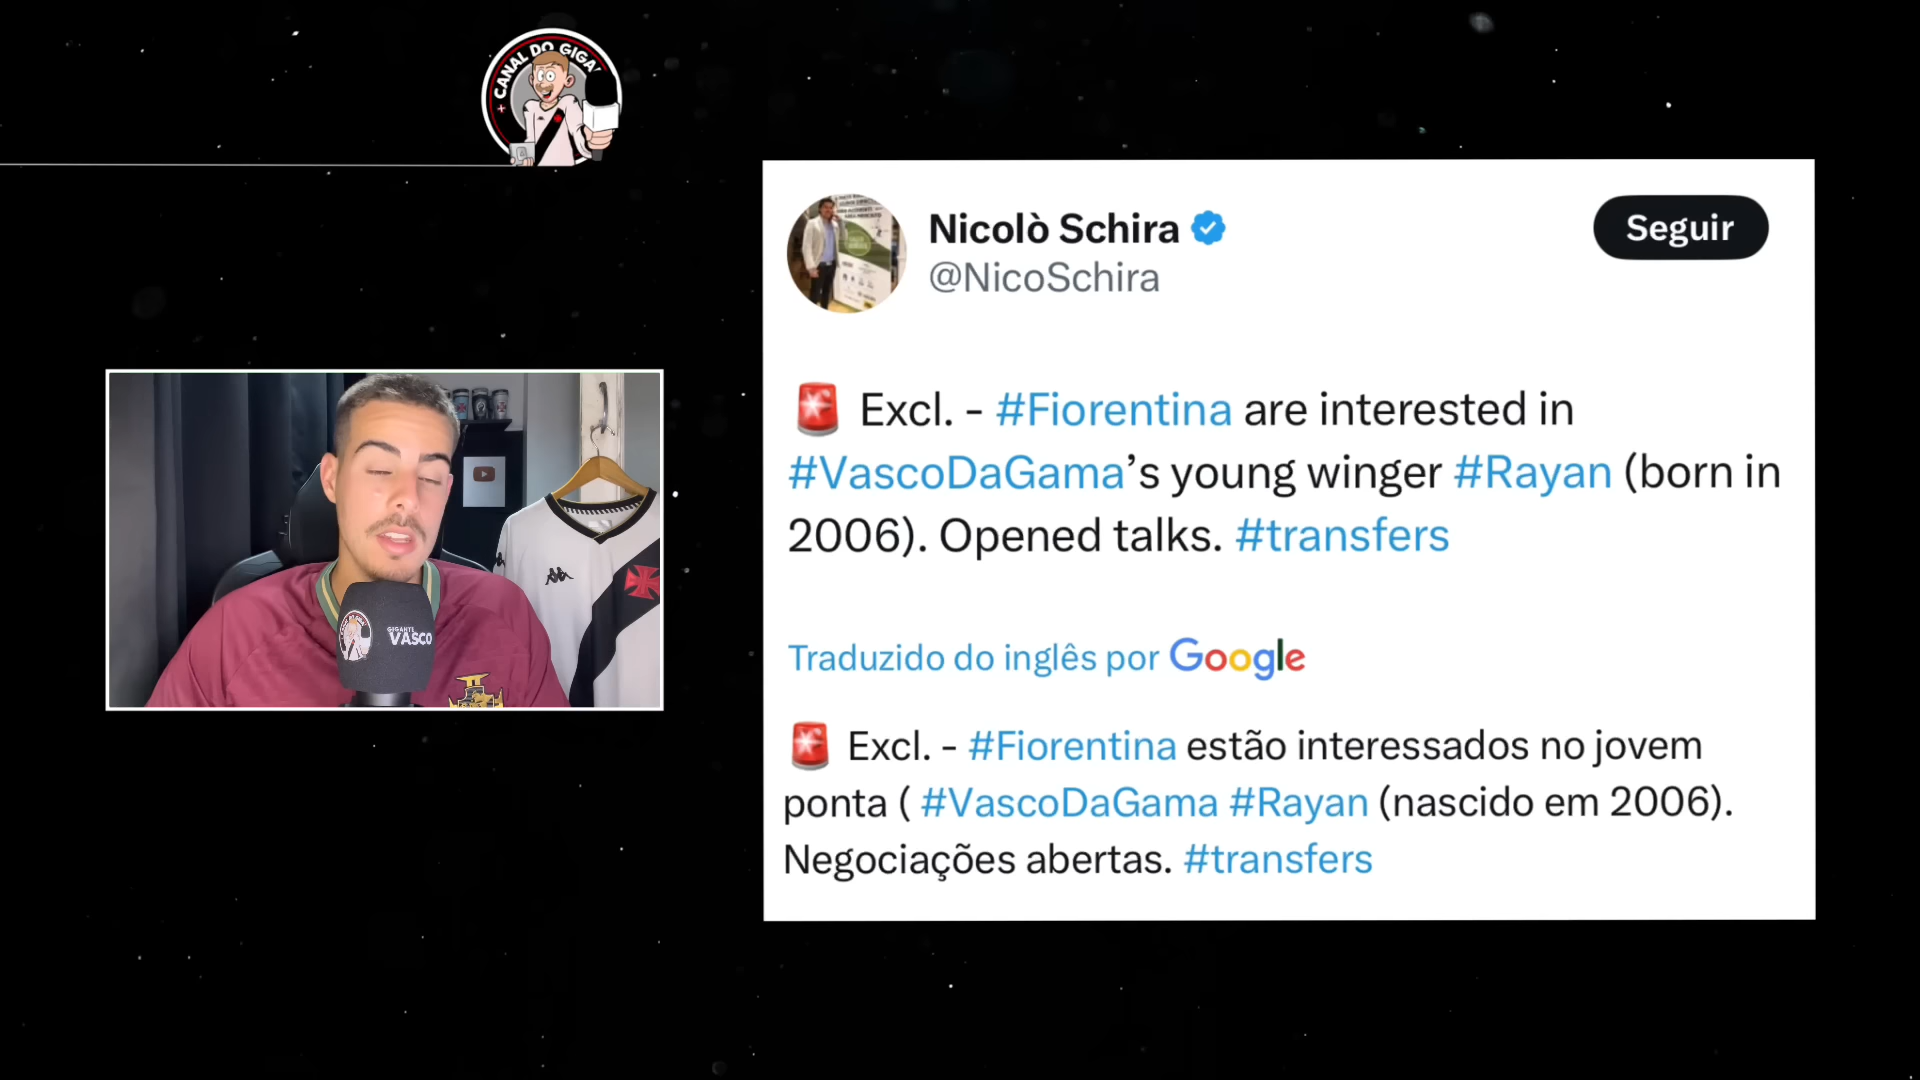 + CANAL DO GIGA
Nicolò Schira
@NicoSchira
Seguir
🚨 Excl. - #Fiorentina are interested in
#VascoDaGama’s young winger #Rayan (born in
2006). Opened talks. #transfers
Traduzido do inglês por Google
🚨 Excl. - #Fiorentina estão interessados no jovem
ponta ( #VascoDaGama #Rayan (nascido em 2006).
Negociações abertas. #transfers
GIGANTE
VASCO